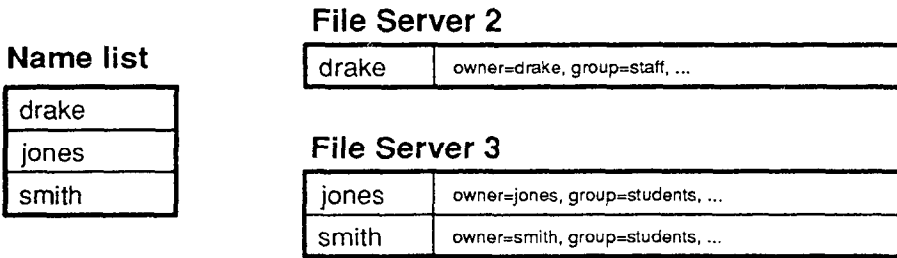 Name list
drake
jones
smith
File Server 2
drake owner=drake, group=staff, ...
File Server 3
jones owner=jones, group=students, ...
smith owner=smith, group=students, ...